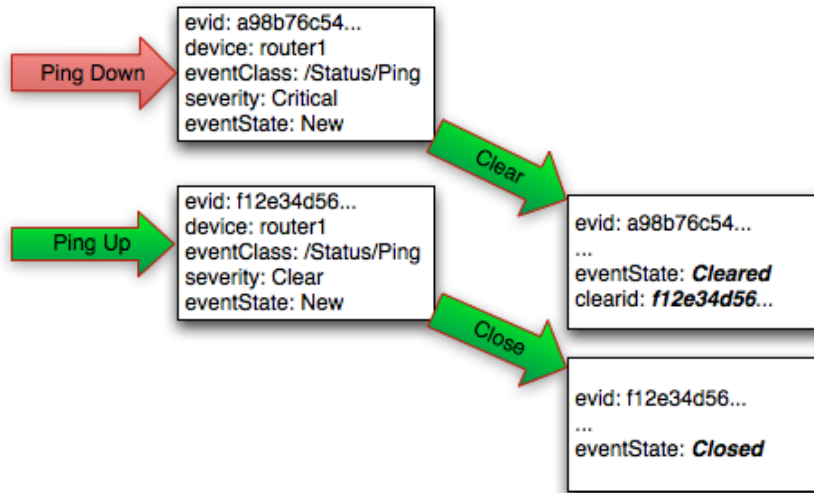 Ping Down
evid: a98b76c54...
device: router1
eventClass: /Status/Ping
severity: Critical
eventState: New
Clear
Ping Up
evid: f12e34d56...
device: router1
eventClass: /Status/Ping
severity: Clear
eventState: New
Close
evid: a98b76c54...
...
eventState: Cleared
clearid: f12e34d56...
evid: f12e34d56...
...
eventState: Closed